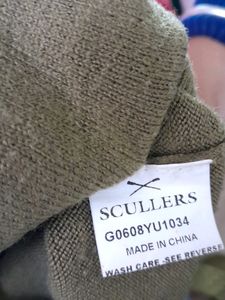 SCULLERS
G0608YU1034
MADE IN CHINA
WASH CARE .SEE REVERSE